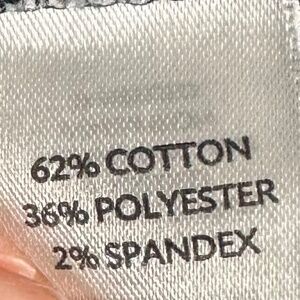 62% COTTON
36% POLYESTER
2% SPANDEX